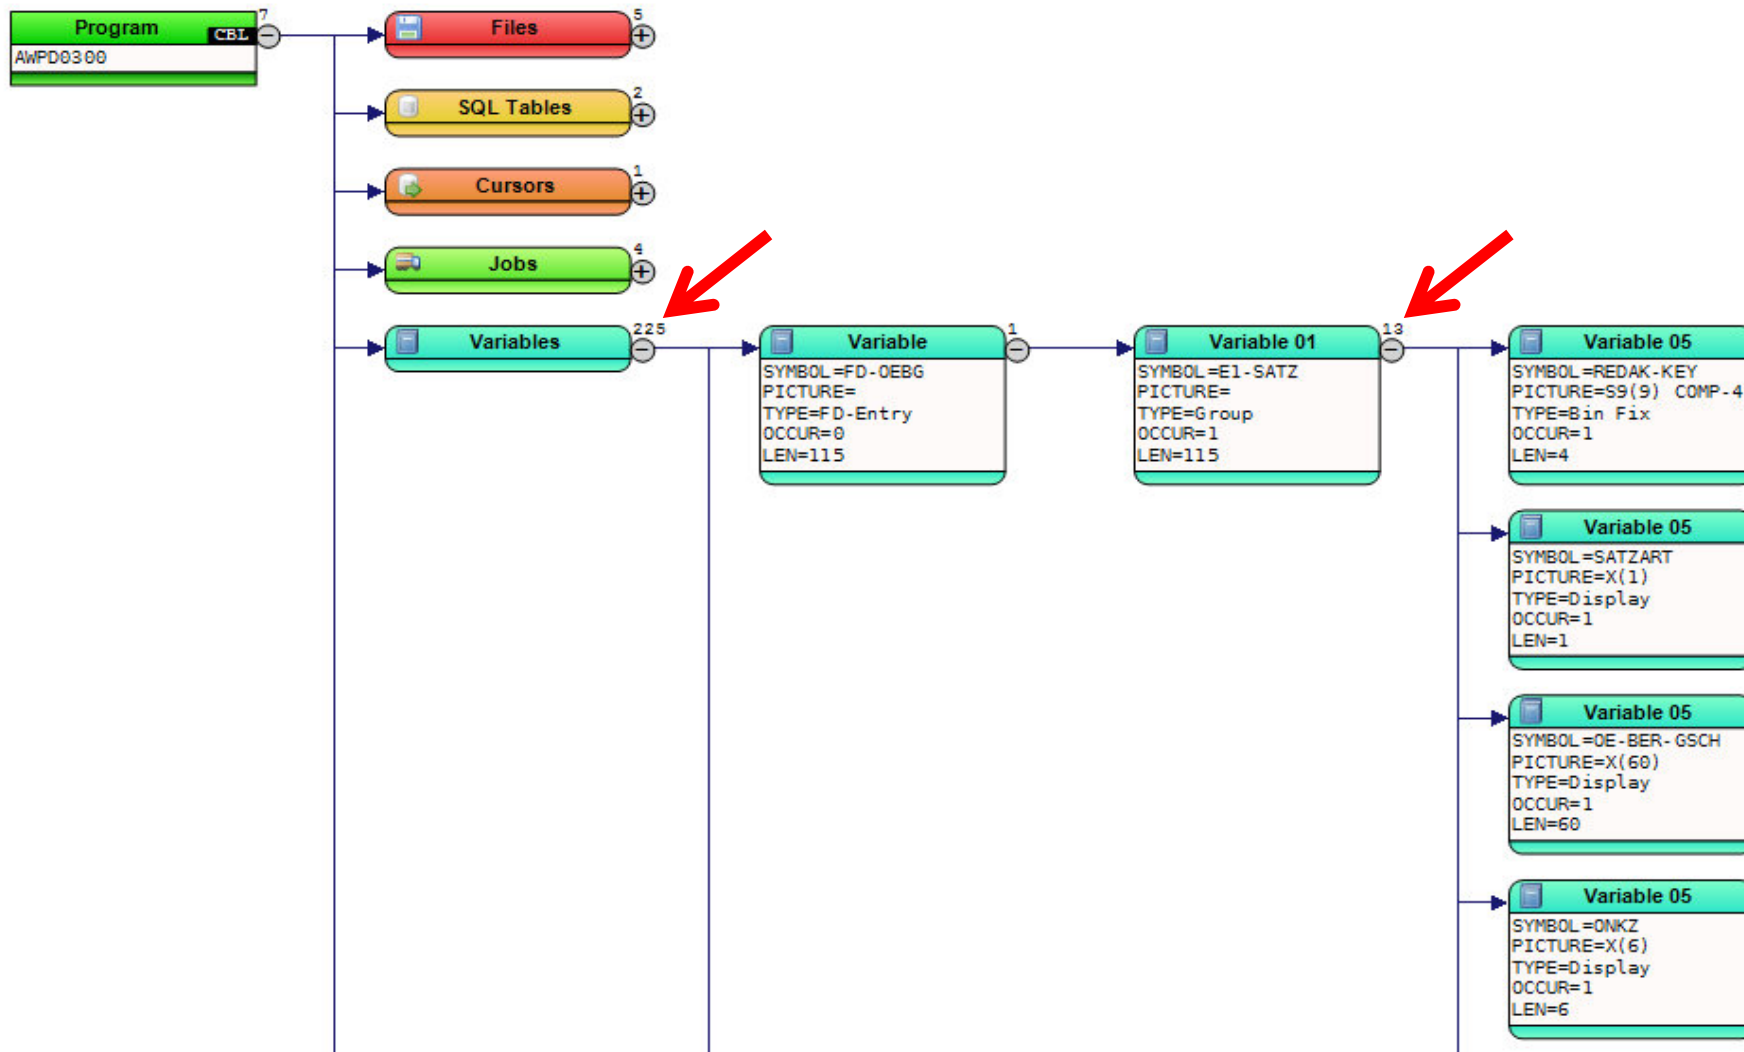 Program CBL 7
AWPD0300
Files 5
SQL Tables 2
Cursors 1
Jobs 4
Variables 225
Variable 1
SYMBOL=FD-OEBG
PICTURE=
TYPE=FD-Entry
OCCUR=0
LEN=115
Variable 01 13
SYMBOL=E1-SATZ
PICTURE=
TYPE=Group
OCCUR=1
LEN=115
Variable 05
SYMBOL=REDAK-KEY
PICTURE=S9(9) COMP-4
TYPE=Bin Fix
OCCUR=1
LEN=4
Variable 05
SYMBOL=SATZART
PICTURE=X(1)
TYPE=Display
OCCUR=1
LEN=1
Variable 05
SYMBOL=OE-BER-GSCH
PICTURE=X(60)
TYPE=Display
OCCUR=1
LEN=60
Variable 05
SYMBOL=ONKZ
PICTURE=X(6)
TYPE=Display
OCCUR=1
LEN=6